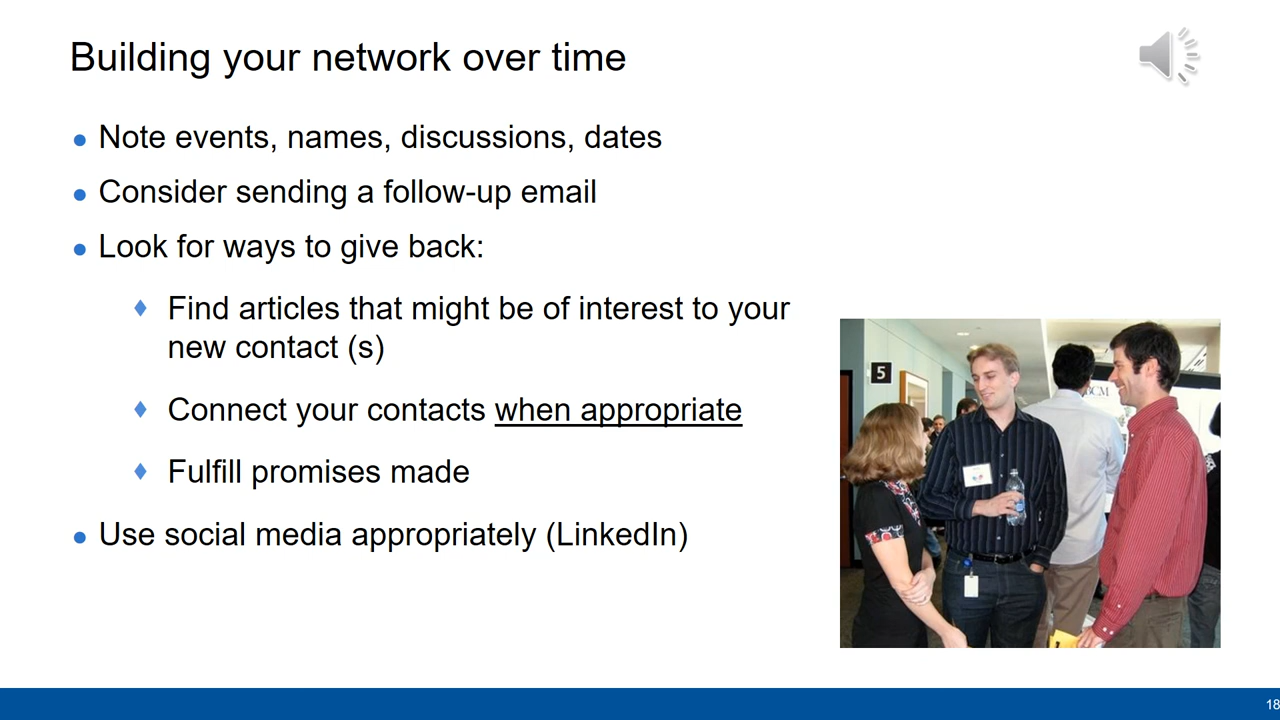 Building your network over time
Note events, names, discussions, dates
Consider sending a follow-up email
Look for ways to give back:
Find articles that might be of interest to your
new contact (s)
Connect your contacts when appropriate
Fulfill promises made
Use social media appropriately (LinkedIn)
5
18